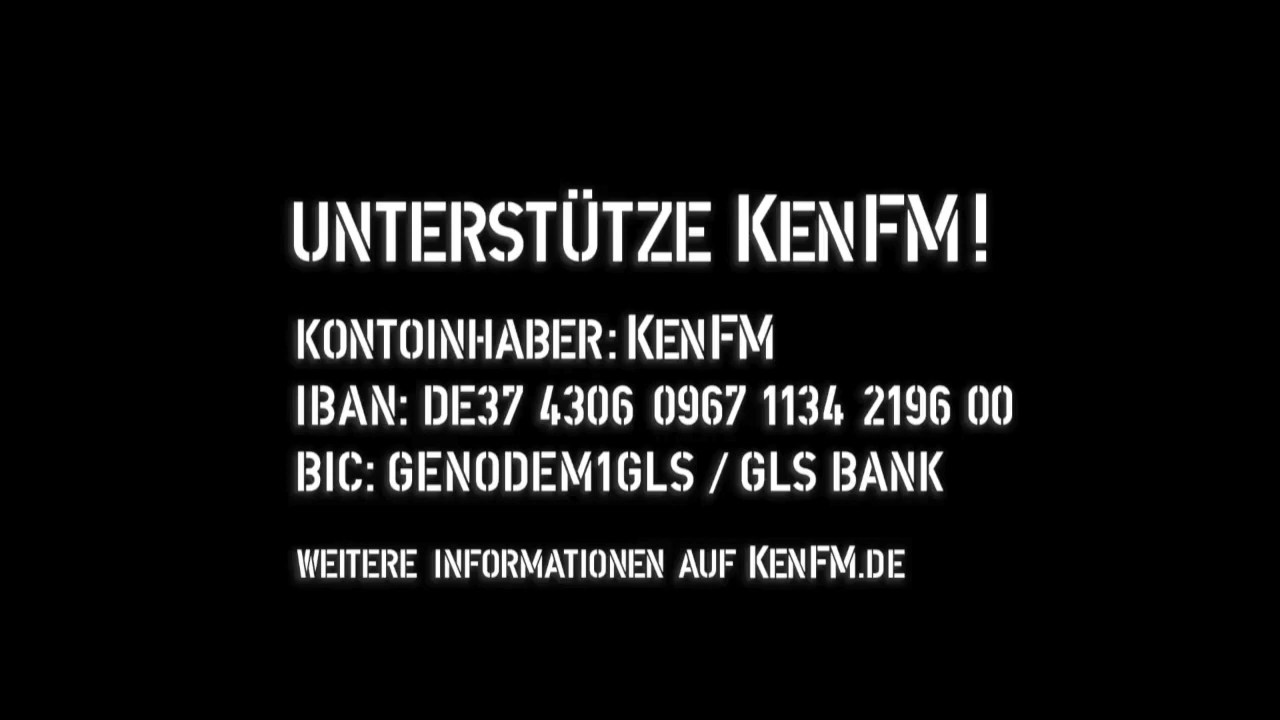 UNTERSTÜTZE KENFM!
KONTOINHABER: KENFM
IBAN: DE37 4306 0967 1134 2196 00
BIC: GENODEM1GLS / GLS BANK
WEITERE INFORMATIONEN AUF KENFM.DE